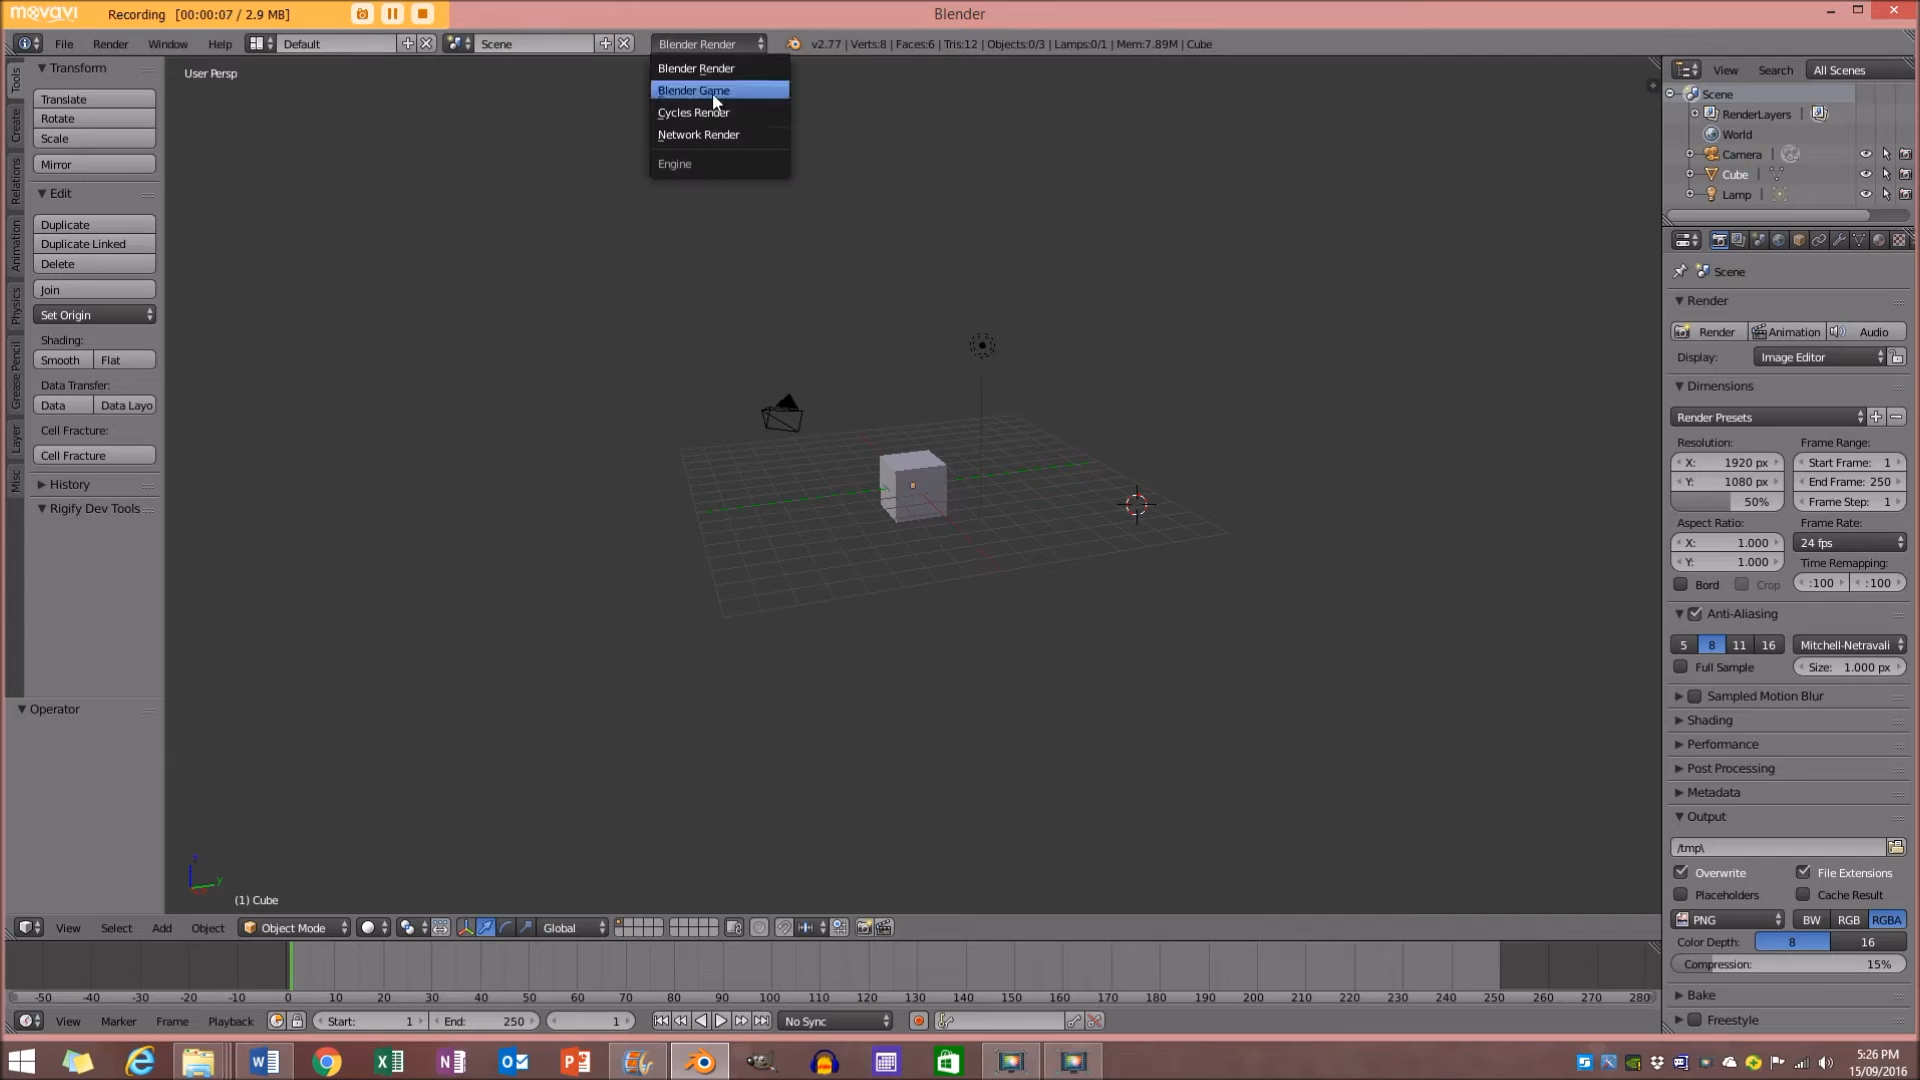 movavi Recording [00:00:07 / 2.9 MB]
Blender
File Render Window Help Default Scene Blender Render v2.77 | Verts:8 | Faces:6 | Tris:12 | Objects:0/3 | Lamps:0/1 | Mem:7.89M | Cube
Blender Render
Blender Game
Cycles Render
Network Render
Engine
User Persp
Tools
Create
Relations
Animation
Physics
Grease Pencil
Layer
Misc
Transform
Translate
Rotate
Scale
Mirror
Edit
Duplicate
Duplicate Linked
Delete
Join
Set Origin
Shading:
Smooth Flat
Data Transfer:
Data Data Layo
Cell Fracture:
Cell Fracture
History
Rigify Dev Tools
Operator
z
y
(1) Cube
View Select Add Object Object Mode Global
-50 -40 -30 -20 -10 0 10 20 30 40 50 60 70 80 90 100 110 120 130 140 150 160 170 180 190 200 210 220 230 240 250 260 270 280
View Marker Frame Playback Start: 1 End: 250 1 No Sync
View Search All Scenes
Scene
RenderLayers
World
Camera
Cube
Lamp
Scene
Render
Render Animation Audio
Display: Image Editor
Dimensions
Render Presets
Resolution: Frame Range:
X: 1920 px Start Frame: 1
Y: 1080 px End Frame: 250
50% Frame Step: 1
Aspect Ratio: Frame Rate:
X: 1.000 24 fps
Y: 1.000 Time Remapping:
Bord Crop :100 :100
Anti-Aliasing
5 8 11 16 Mitchell-Netravali
Full Sample Size: 1.000 px
Sampled Motion Blur
Shading
Performance
Post Processing
Metadata
Output
/tmp\
Overwrite File Extensions
Placeholders Cache Result
PNG BW RGB RGBA
Color Depth: 8 16
Compression: 15%
Bake
Freestyle
5:26 PM
15/09/2016